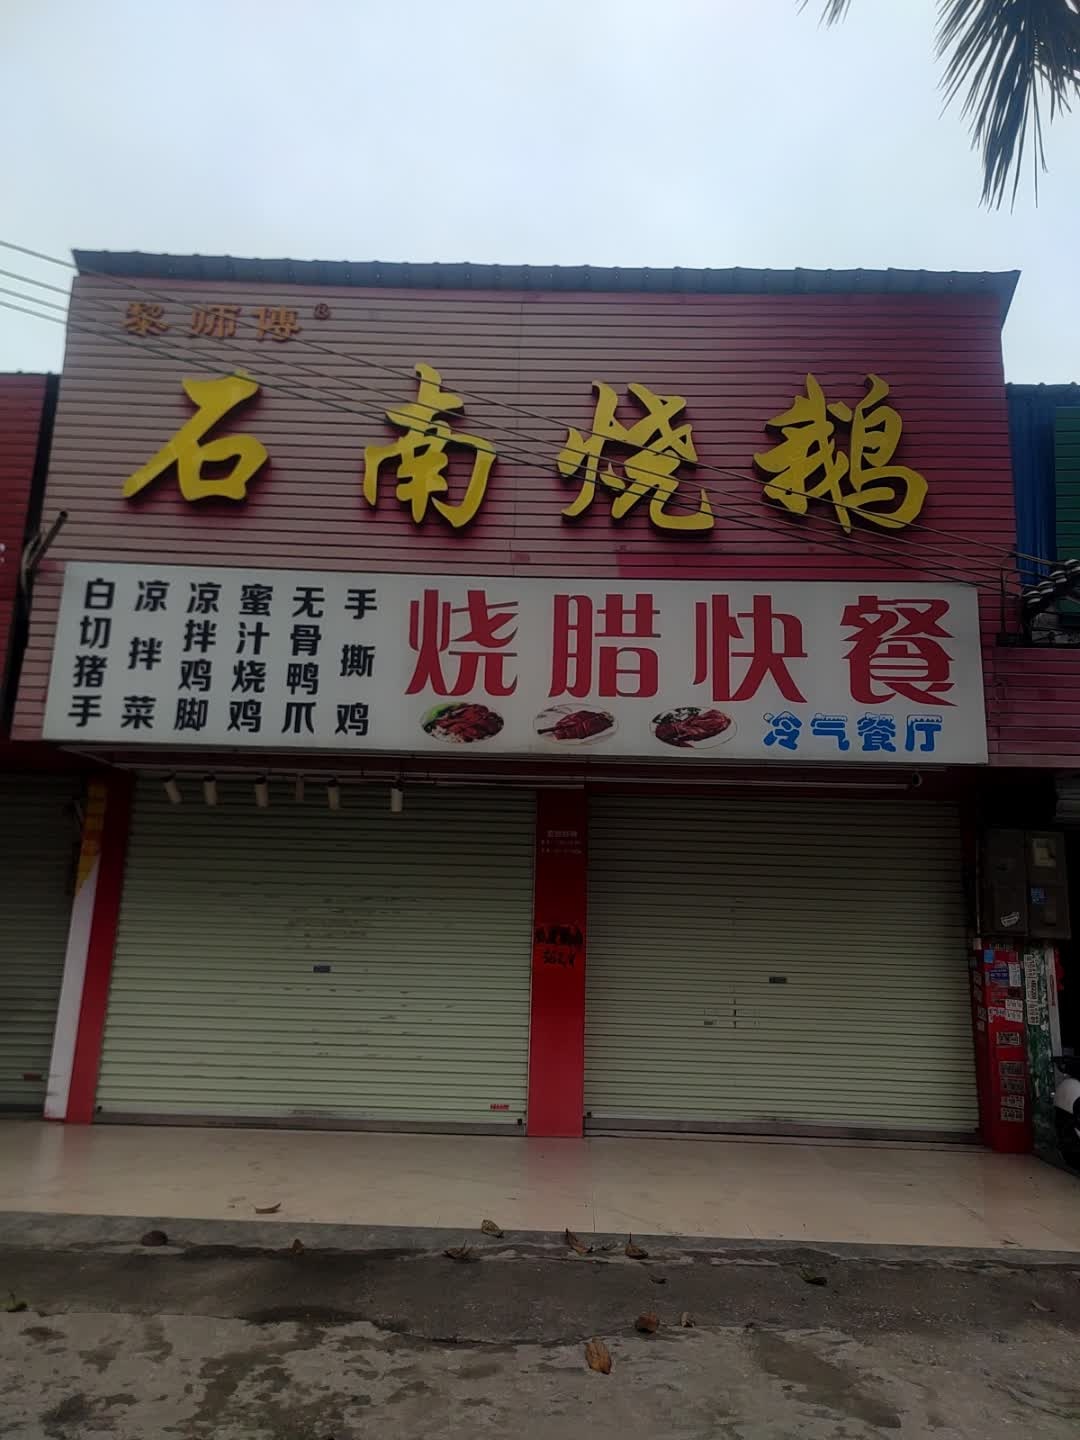 黎师傅®
石南烧鹅
白切猪手
凉拌菜
凉拌鸡脚
蜜汁烧鸡
无骨鸭爪
手撕鸡
烧腊快餐
冷气餐厅